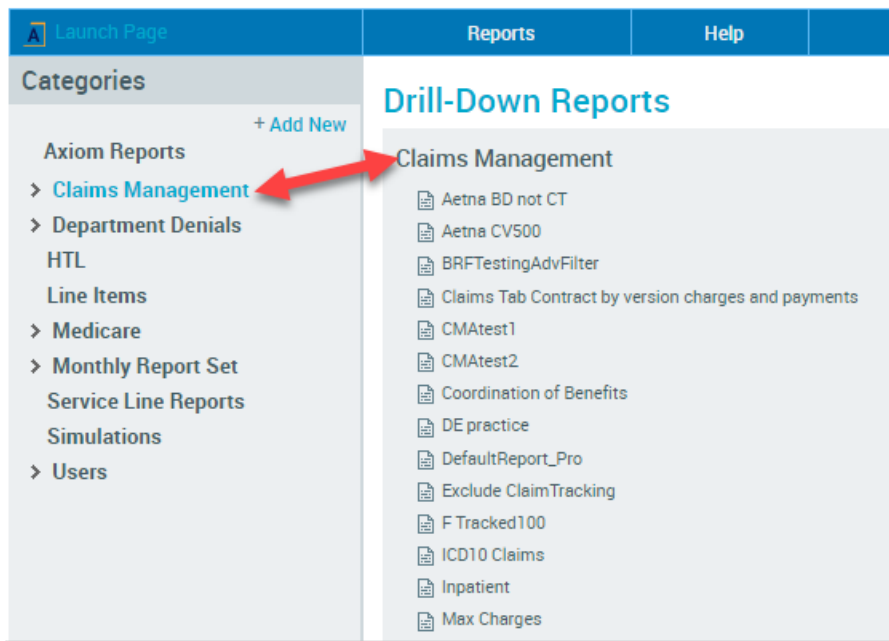 A Launch Page
Reports
Help
Categories
+ Add New
Axiom Reports
> Claims Management
> Department Denials
HTL
Line Items
> Medicare
> Monthly Report Set
Service Line Reports
Simulations
> Users
Drill-Down Reports
Claims Management
Aetna BD not CT
Aetna CV500
BRFTestingAdvFilter
Claims Tab Contract by version charges and payments
CMAtest1
CMAtest2
Coordination of Benefits
DE practice
DefaultReport_Pro
Exclude ClaimTracking
F Tracked100
ICD10 Claims
Inpatient
Max Charges